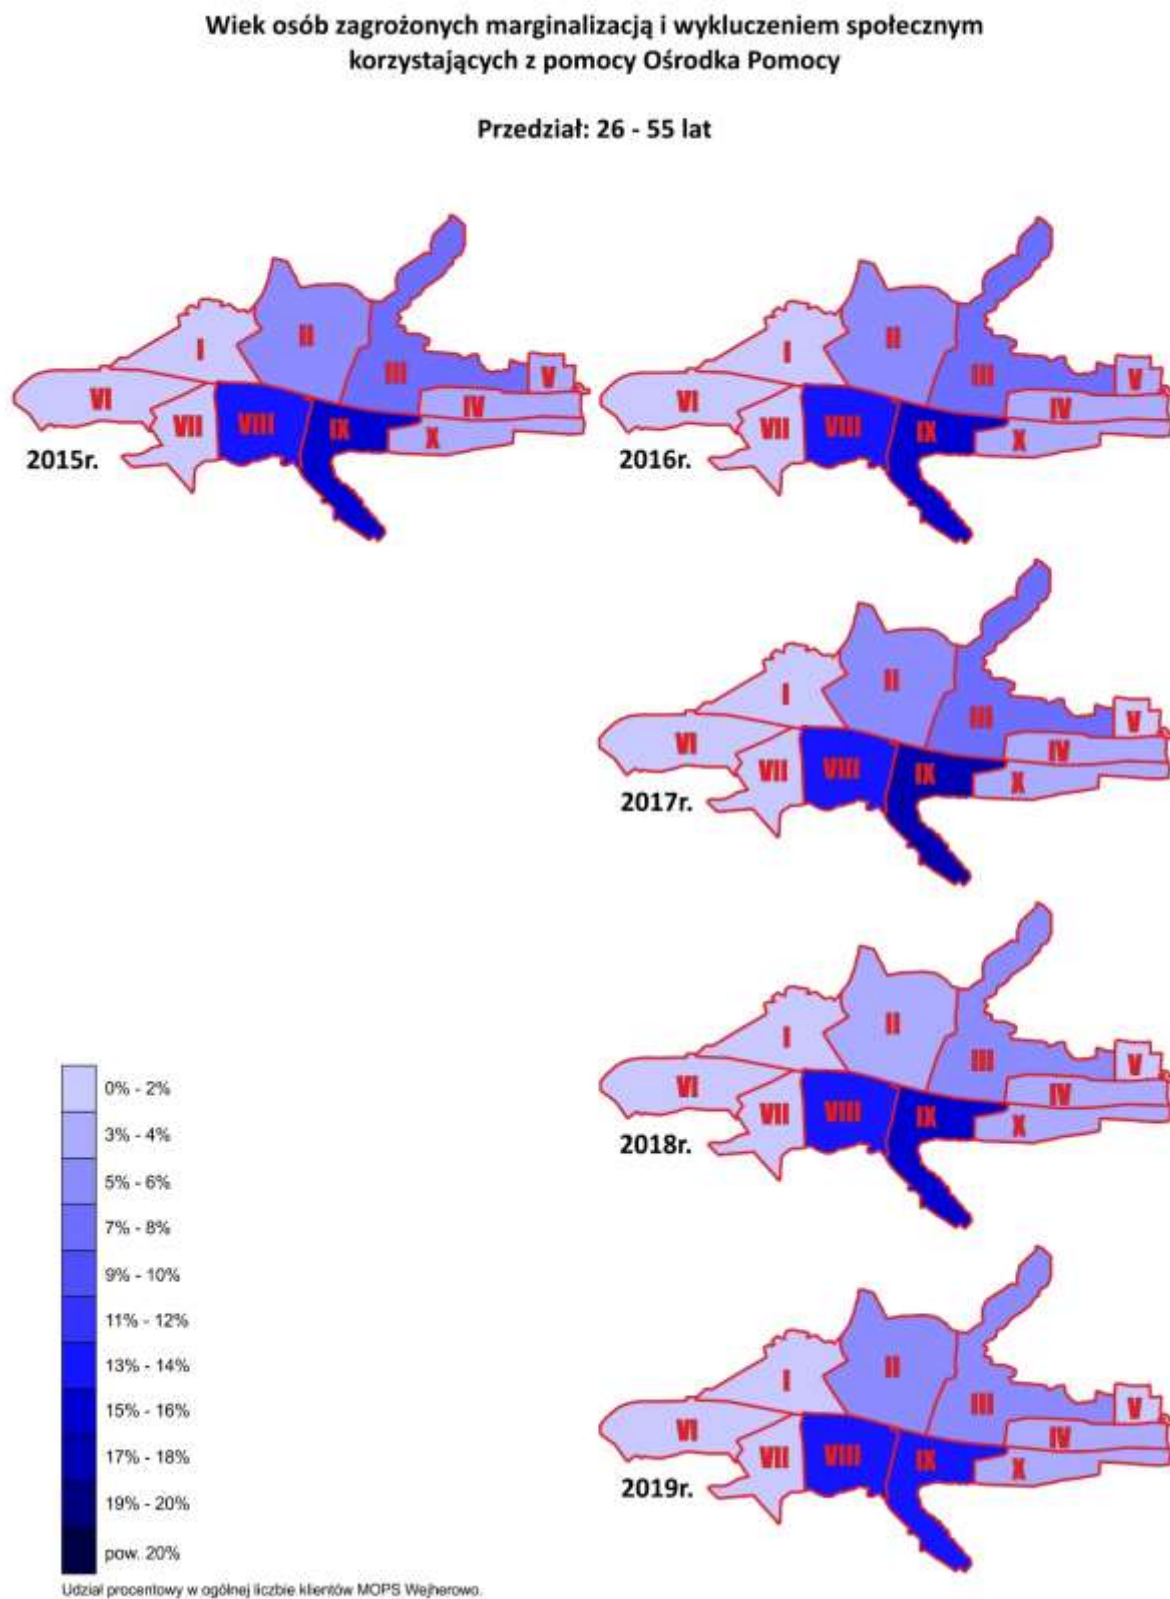 Wiek osób zagrożonych marginalizacją i wykluczeniem społecznym
korzystających z pomocy Ośrodka Pomocy
Przedział: 26 - 55 lat
I
II
III
IV
V
VI
VII
VIII
IX
X
2015r.
I
II
III
IV
V
VI
VII
VIII
IX
X
2016r.
I
II
III
IV
V
VI
VII
VIII
IX
X
2017r.
I
II
III
IV
V
VI
VII
VIII
IX
X
2018r.
I
II
III
IV
V
VI
VII
VIII
IX
X
2019r.
0% - 2%
3% - 4%
5% - 6%
7% - 8%
9% - 10%
11% - 12%
13% - 14%
15% - 16%
17% - 18%
19% - 20%
pow. 20%
Udział procentowy w ogólnej liczbie klientów MOPS Wejherowo.